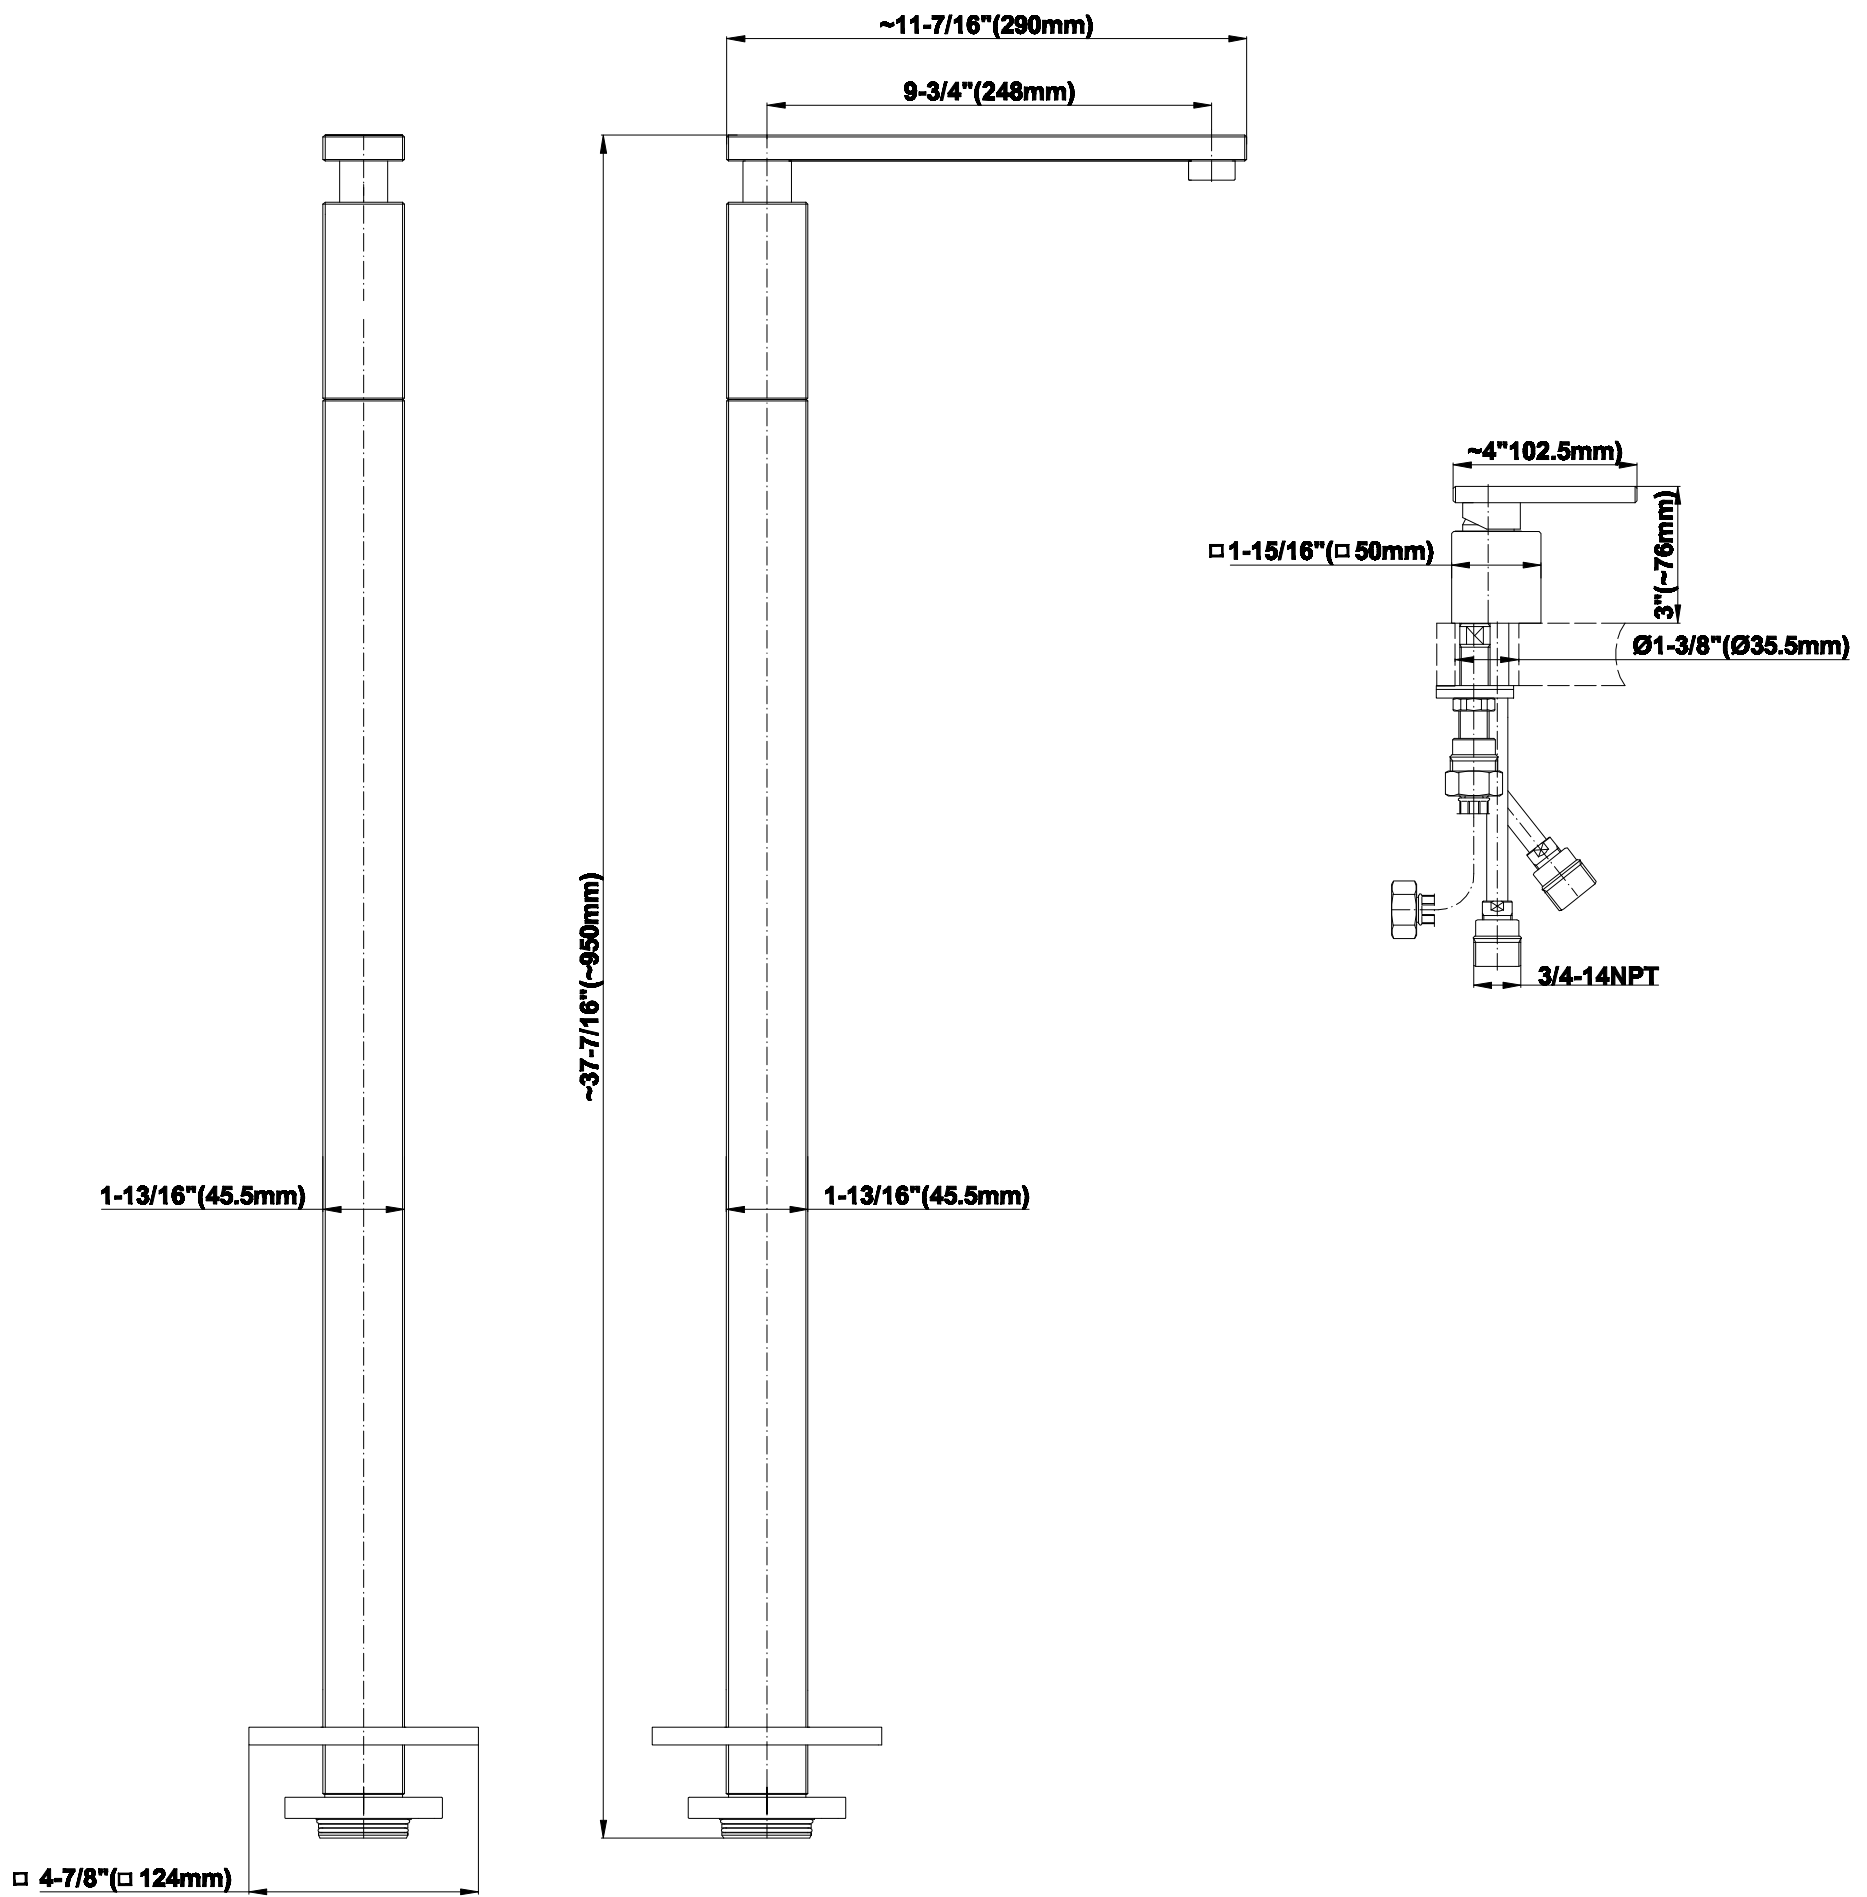 ~11-7/16"(290mm)
9-3/4"(248mm)
~4"102.5mm)
□1-15/16"(□50mm)
3"(~76mm)
Ø1-3/8"(Ø35.5mm)
~37-7/16"(~950mm)
3/4-14NPT
1-13/16"(45.5mm)
1-13/16"(45.5mm)
□ 4-7/8"(□ 124mm)